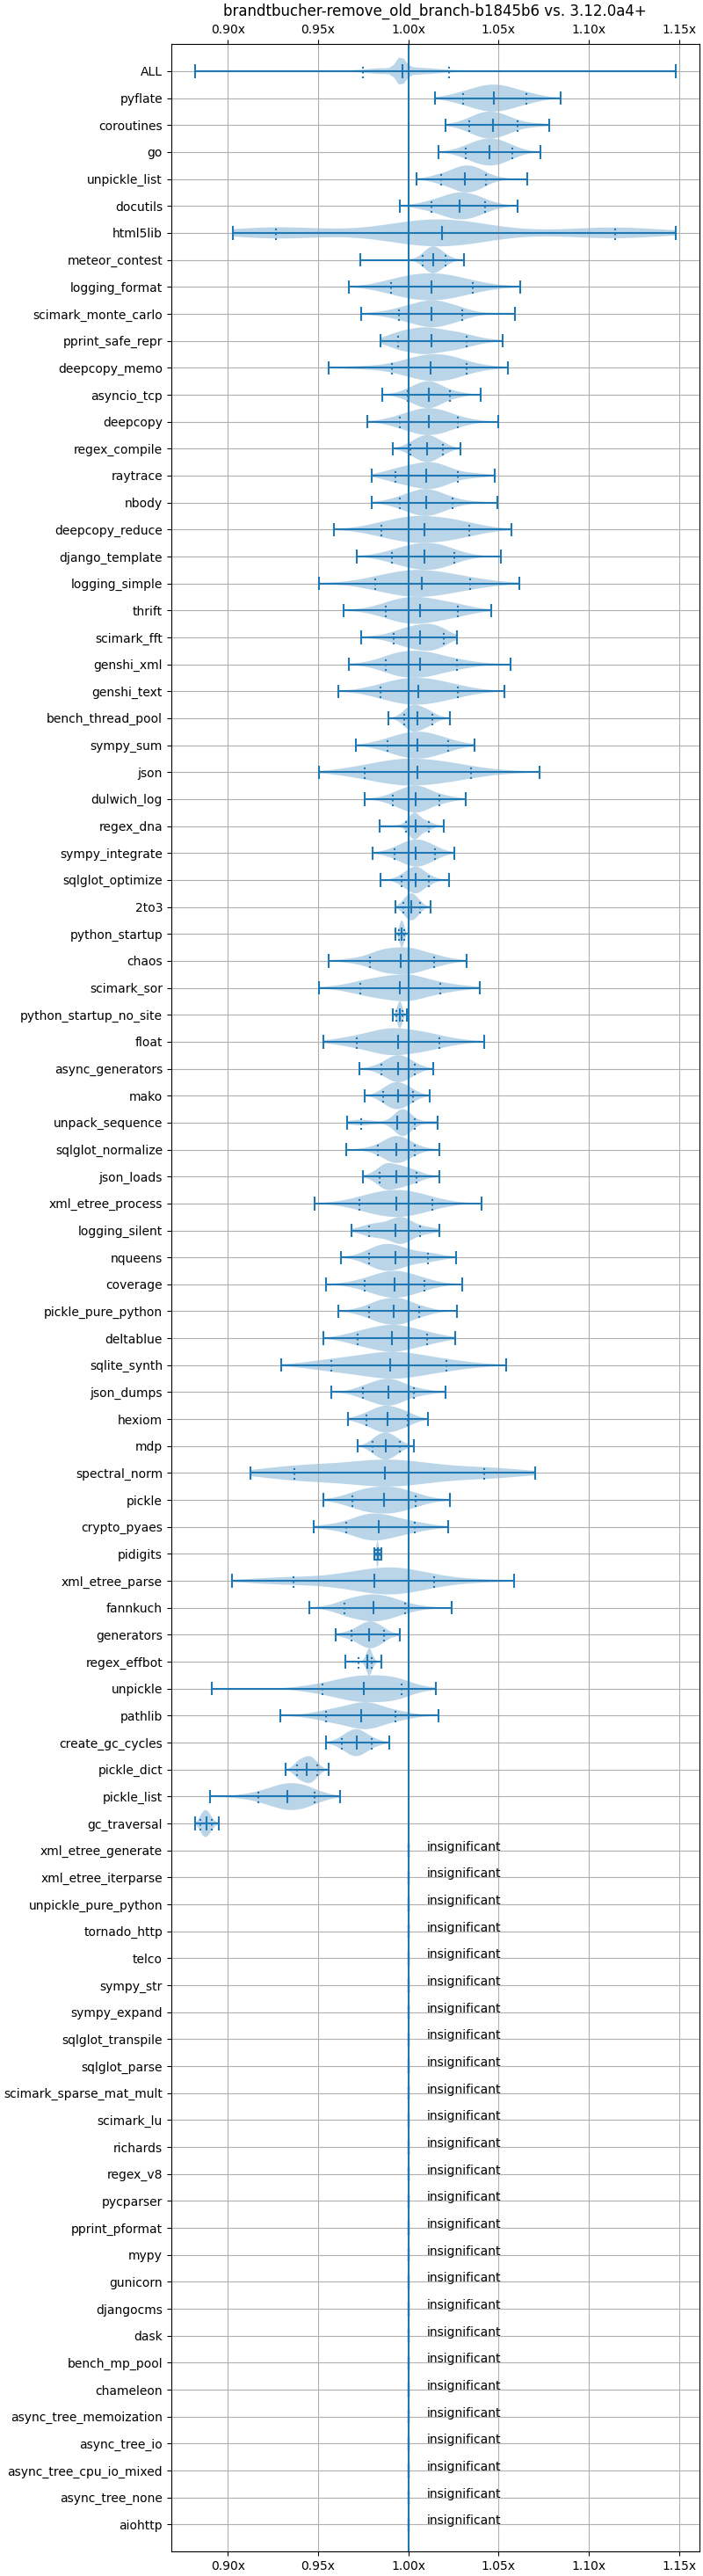 brandtbucher-remove_old_branch-b1845b6 vs. 3.12.0a4+
0.90x 0.95x 1.00x 1.05x 1.10x 1.15x
ALL
pyflate
coroutines
go
unpickle_list
docutils
html5lib
meteor_contest
logging_format
scimark_monte_carlo
pprint_safe_repr
deepcopy_memo
asyncio_tcp
deepcopy
regex_compile
raytrace
nbody
deepcopy_reduce
django_template
logging_simple
thrift
scimark_fft
genshi_xml
genshi_text
bench_thread_pool
sympy_sum
json
dulwich_log
regex_dna
sympy_integrate
sqlglot_optimize
2to3
python_startup
chaos
scimark_sor
python_startup_no_site
float
async_generators
mako
unpack_sequence
sqlglot_normalize
json_loads
xml_etree_process
logging_silent
nqueens
coverage
pickle_pure_python
deltablue
sqlite_synth
json_dumps
hexiom
mdp
spectral_norm
pickle
crypto_pyaes
pidigits
xml_etree_parse
fannkuch
generators
regex_effbot
unpickle
pathlib
create_gc_cycles
pickle_dict
pickle_list
gc_traversal
xml_etree_generate insignificant
xml_etree_iterparse insignificant
unpickle_pure_python insignificant
tornado_http insignificant
telco insignificant
sympy_str insignificant
sympy_expand insignificant
sqlglot_transpile insignificant
sqlglot_parse insignificant
scimark_sparse_mat_mult insignificant
scimark_lu insignificant
richards insignificant
regex_v8 insignificant
pycparser insignificant
pprint_pformat insignificant
mypy insignificant
gunicorn insignificant
djangocms insignificant
dask insignificant
bench_mp_pool insignificant
chameleon insignificant
async_tree_memoization insignificant
async_tree_io insignificant
async_tree_cpu_io_mixed insignificant
async_tree_none insignificant
aiohttp insignificant
0.90x 0.95x 1.00x 1.05x 1.10x 1.15x